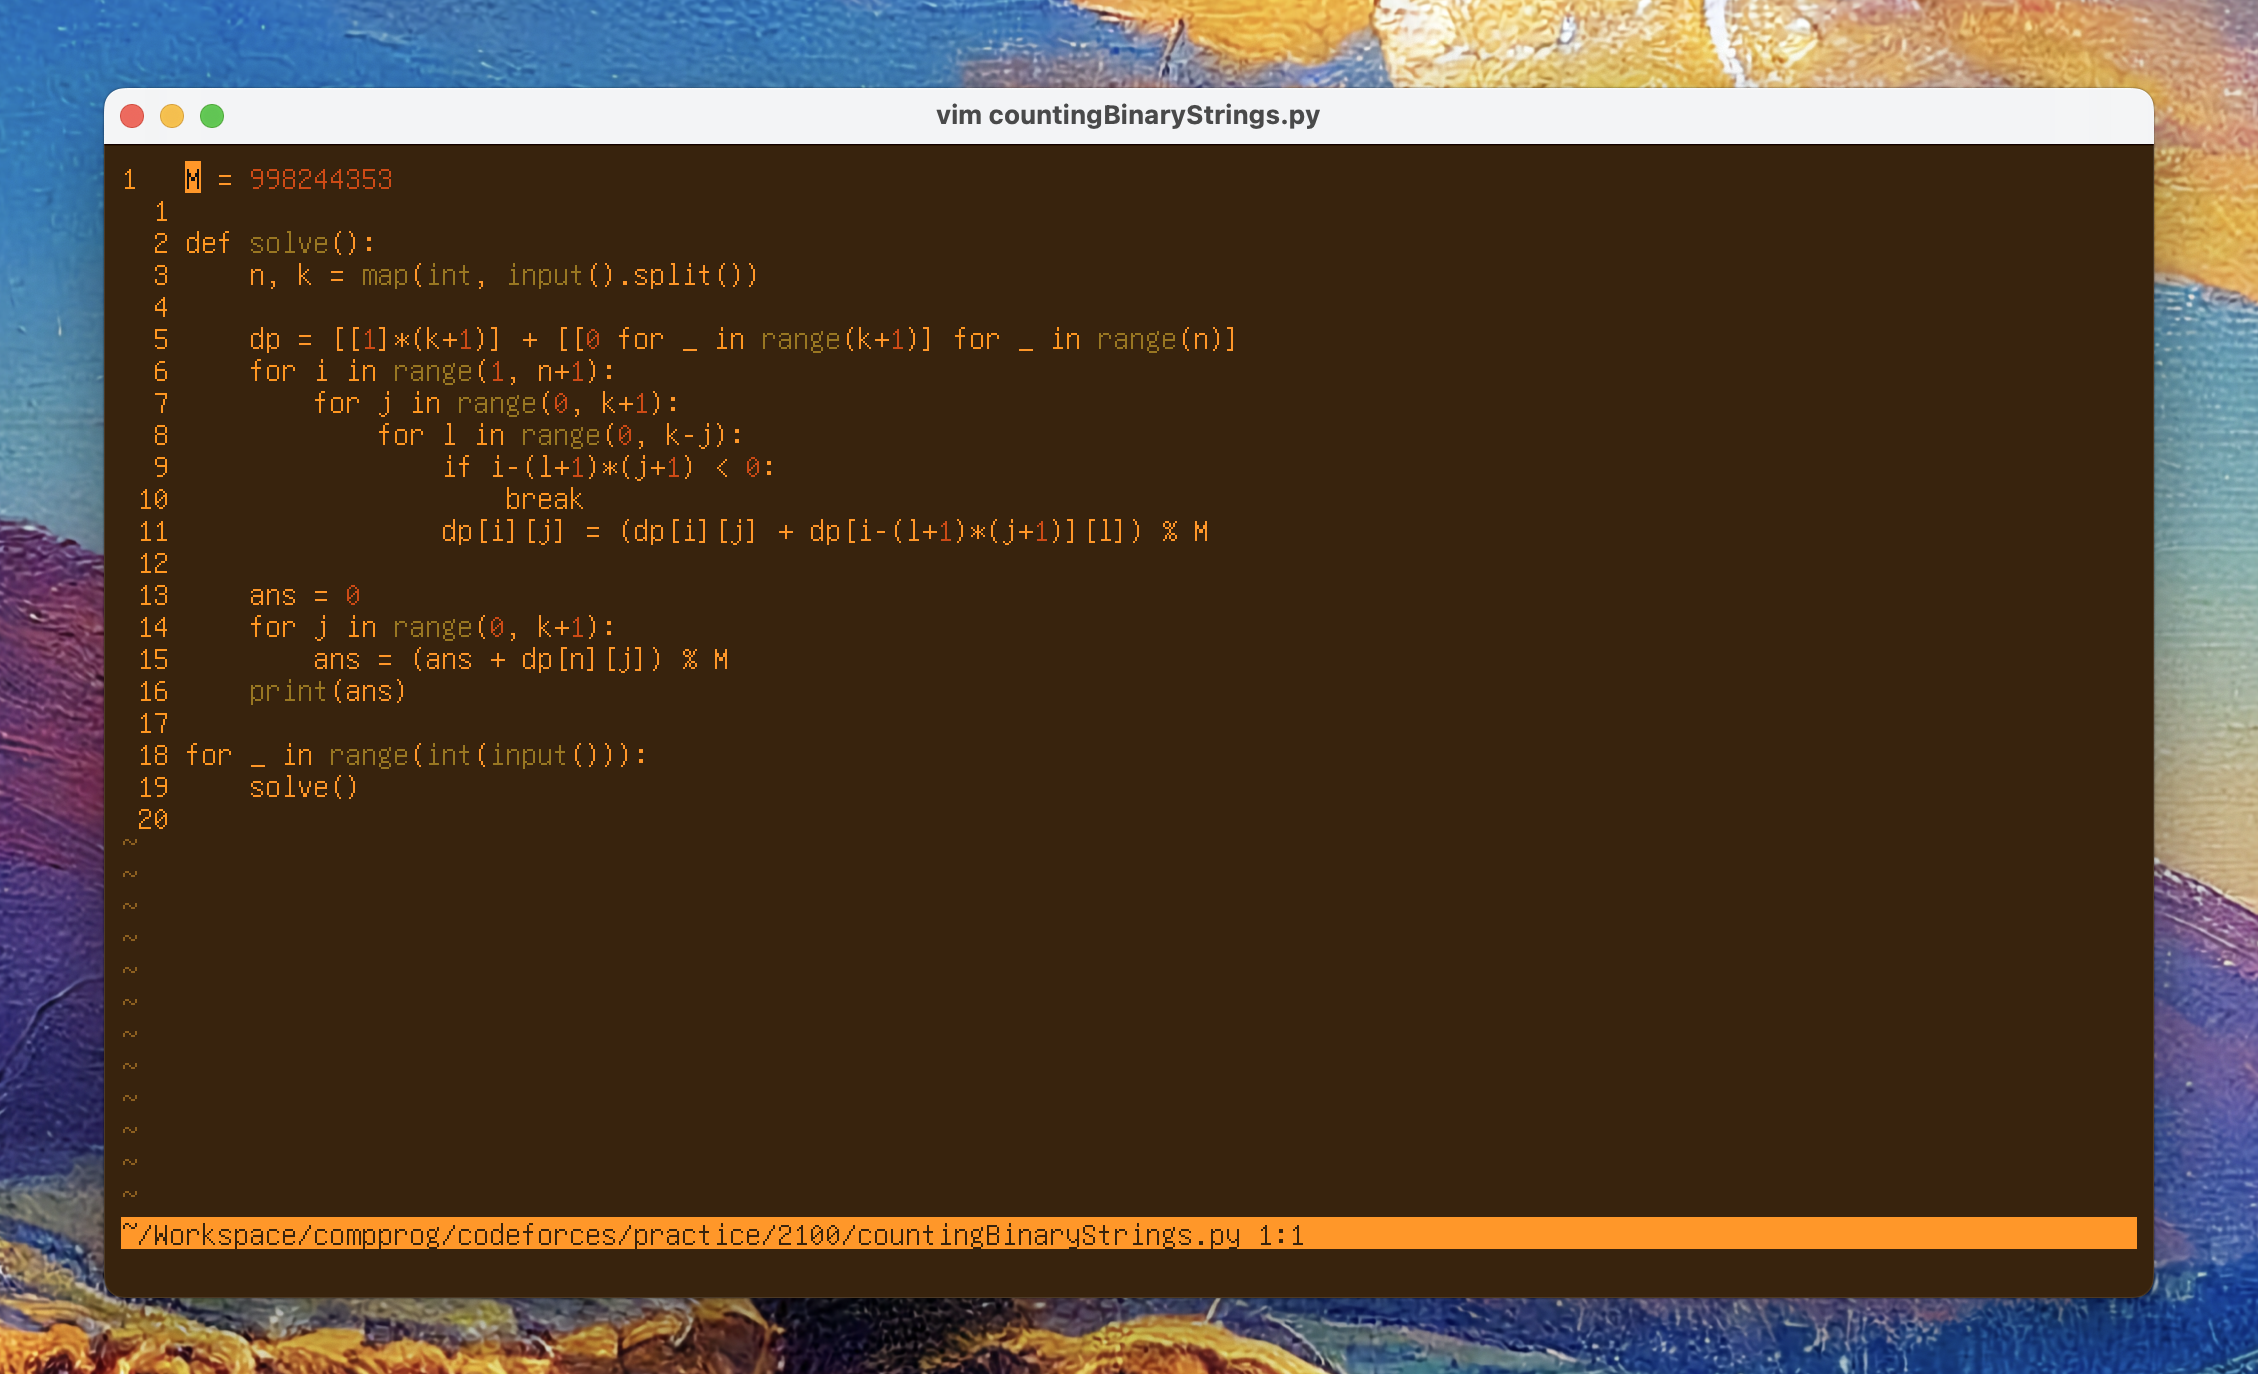 vim countingBinaryStrings.py
1   M = 998244353
  1
  2 def solve():
  3     n, k = map(int, input().split())
  4
  5     dp = [[1]*(k+1)] + [[0 for _ in range(k+1)] for _ in range(n)]
  6     for i in range(1, n+1):
  7         for j in range(0, k+1):
  8             for l in range(0, k-j):
  9                 if i-(l+1)*(j+1) < 0:
 10                     break
 11                 dp[i][j] = (dp[i][j] + dp[i-(l+1)*(j+1)][l]) % M
 12
 13     ans = 0
 14     for j in range(0, k+1):
 15         ans = (ans + dp[n][j]) % M
 16     print(ans)
 17
 18 for _ in range(int(input())):
 19     solve()
 20
~
~
~
~
~
~
~
~
~
~
~
~
~/Workspace/compprog/codeforces/practice/2100/countingBinaryStrings.py 1:1